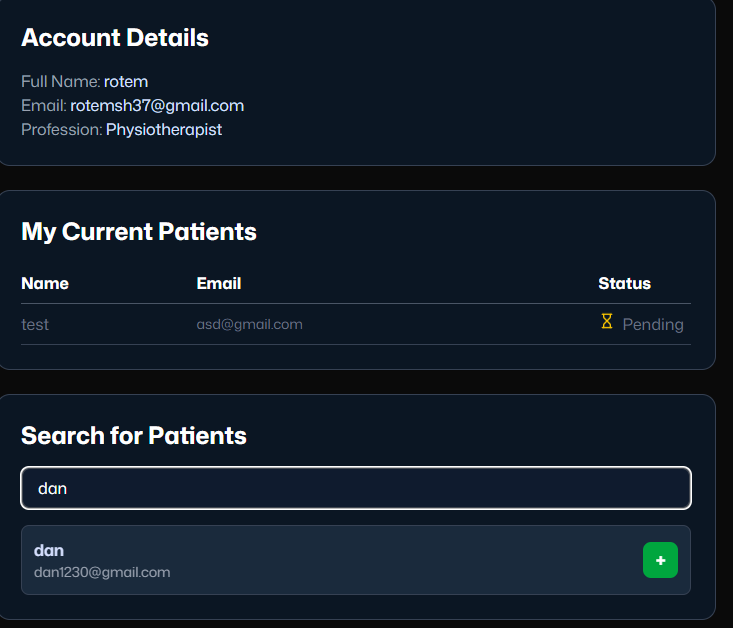 Account Details
Full Name: rotem
Email: rotemsh37@gmail.com
Profession: Physiotherapist
My Current Patients
Name Email Status
test asd@gmail.com Pending
Search for Patients
dan
dan
dan1230@gmail.com
+